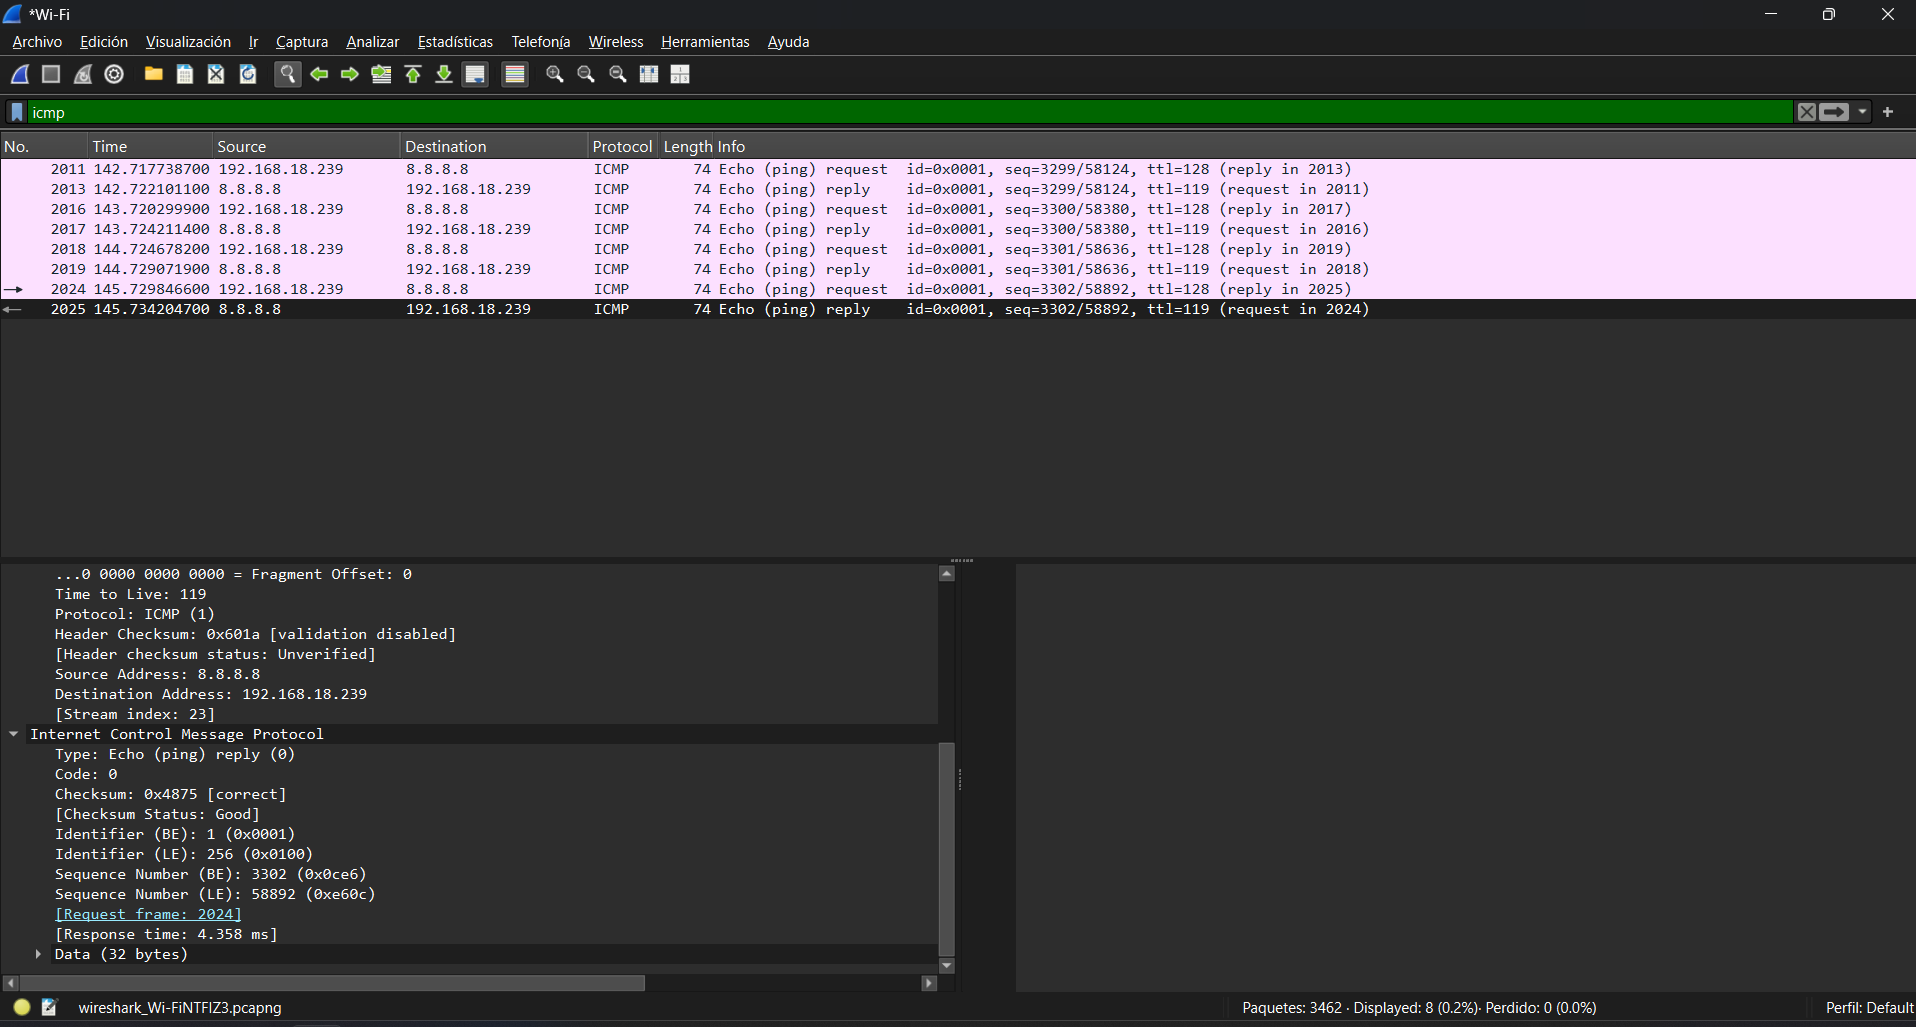 *Wi-Fi
Archivo Edición Visualización Ir Captura Analizar Estadísticas Telefonía Wireless Herramientas Ayuda
icmp
No. Time Source Destination Protocol Length Info
2011 142.717738700 192.168.18.239 8.8.8.8 ICMP 74 Echo (ping) request id=0x0001, seq=3299/58124, ttl=128 (reply in 2013)
2013 142.722101100 8.8.8.8 192.168.18.239 ICMP 74 Echo (ping) reply id=0x0001, seq=3299/58124, ttl=119 (request in 2011)
2016 143.720299900 192.168.18.239 8.8.8.8 ICMP 74 Echo (ping) request id=0x0001, seq=3300/58380, ttl=128 (reply in 2017)
2017 143.724211400 8.8.8.8 192.168.18.239 ICMP 74 Echo (ping) reply id=0x0001, seq=3300/58380, ttl=119 (request in 2016)
2018 144.724678200 192.168.18.239 8.8.8.8 ICMP 74 Echo (ping) request id=0x0001, seq=3301/58636, ttl=128 (reply in 2019)
2019 144.729071900 8.8.8.8 192.168.18.239 ICMP 74 Echo (ping) reply id=0x0001, seq=3301/58636, ttl=119 (request in 2018)
2024 145.729846600 192.168.18.239 8.8.8.8 ICMP 74 Echo (ping) request id=0x0001, seq=3302/58892, ttl=128 (reply in 2025)
2025 145.734204700 8.8.8.8 192.168.18.239 ICMP 74 Echo (ping) reply id=0x0001, seq=3302/58892, ttl=119 (request in 2024)
...0 0000 0000 0000 = Fragment Offset: 0
Time to Live: 119
Protocol: ICMP (1)
Header Checksum: 0x601a [validation disabled]
[Header checksum status: Unverified]
Source Address: 8.8.8.8
Destination Address: 192.168.18.239
[Stream index: 23]
Internet Control Message Protocol
Type: Echo (ping) reply (0)
Code: 0
Checksum: 0x4875 [correct]
[Checksum Status: Good]
Identifier (BE): 1 (0x0001)
Identifier (LE): 256 (0x0100)
Sequence Number (BE): 3302 (0x0ce6)
Sequence Number (LE): 58892 (0xe60c)
[Request frame: 2024]
[Response time: 4.358 ms]
Data (32 bytes)
wireshark_Wi-FiNTFIZ3.pcapng
Paquetes: 3462 · Displayed: 8 (0.2%)· Perdido: 0 (0.0%)
Perfil: Default